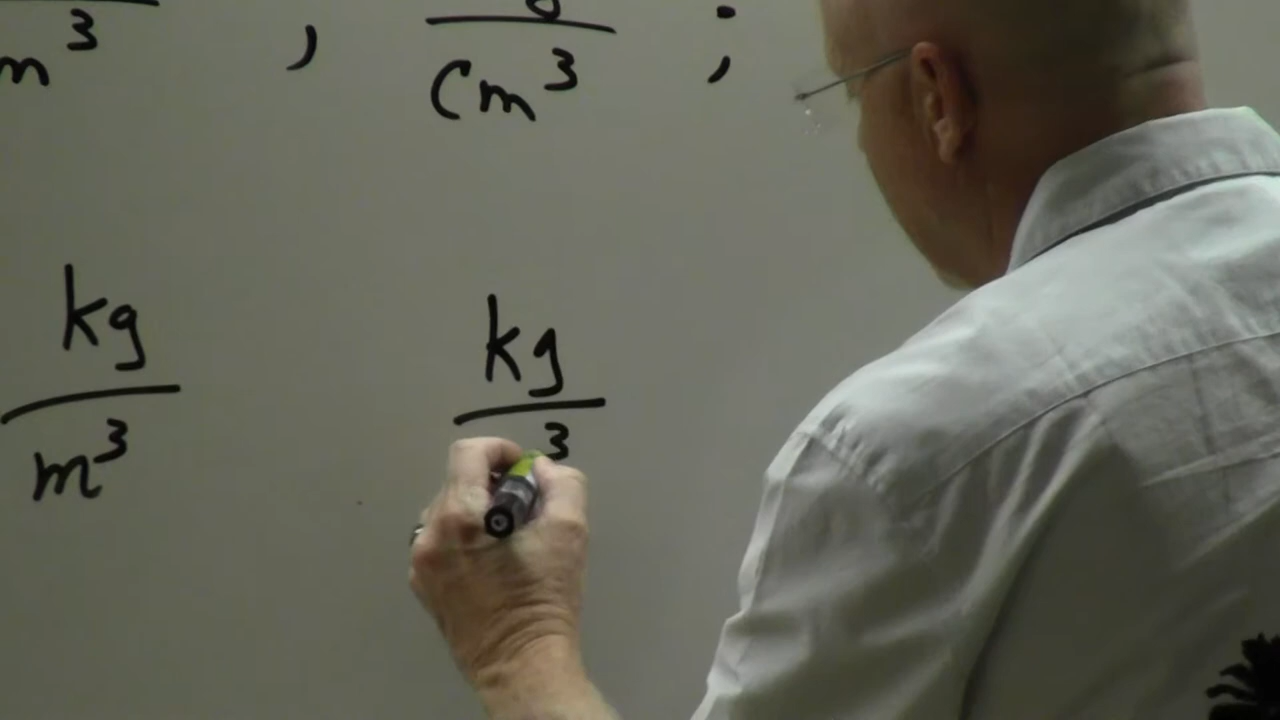 m³ , cm³ ;
kg kg
m³ 3